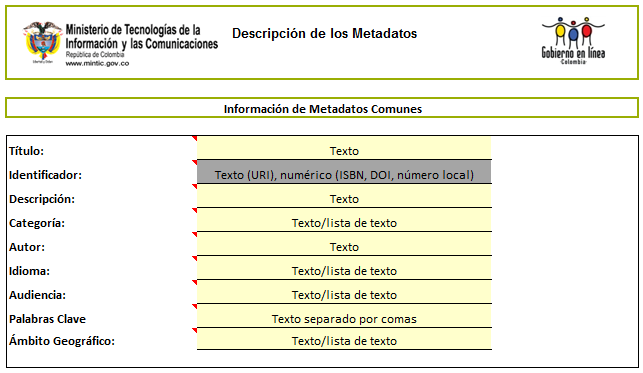 Ministerio de Tecnologías de la
Información y las Comunicaciones
República de Colombia
www.mintic.gov.co
Libertad y Orden
Descripción de los Metadatos
Gobierno en línea
Colombia
Información de Metadatos Comunes
Título: Texto
Identificador: Texto (URI), numérico (ISBN, DOI, número local)
Descripción: Texto
Categoría: Texto/lista de texto
Autor: Texto
Idioma: Texto/lista de texto
Audiencia: Texto/lista de texto
Palabras Clave Texto separado por comas
Ámbito Geográfico: Texto/lista de texto